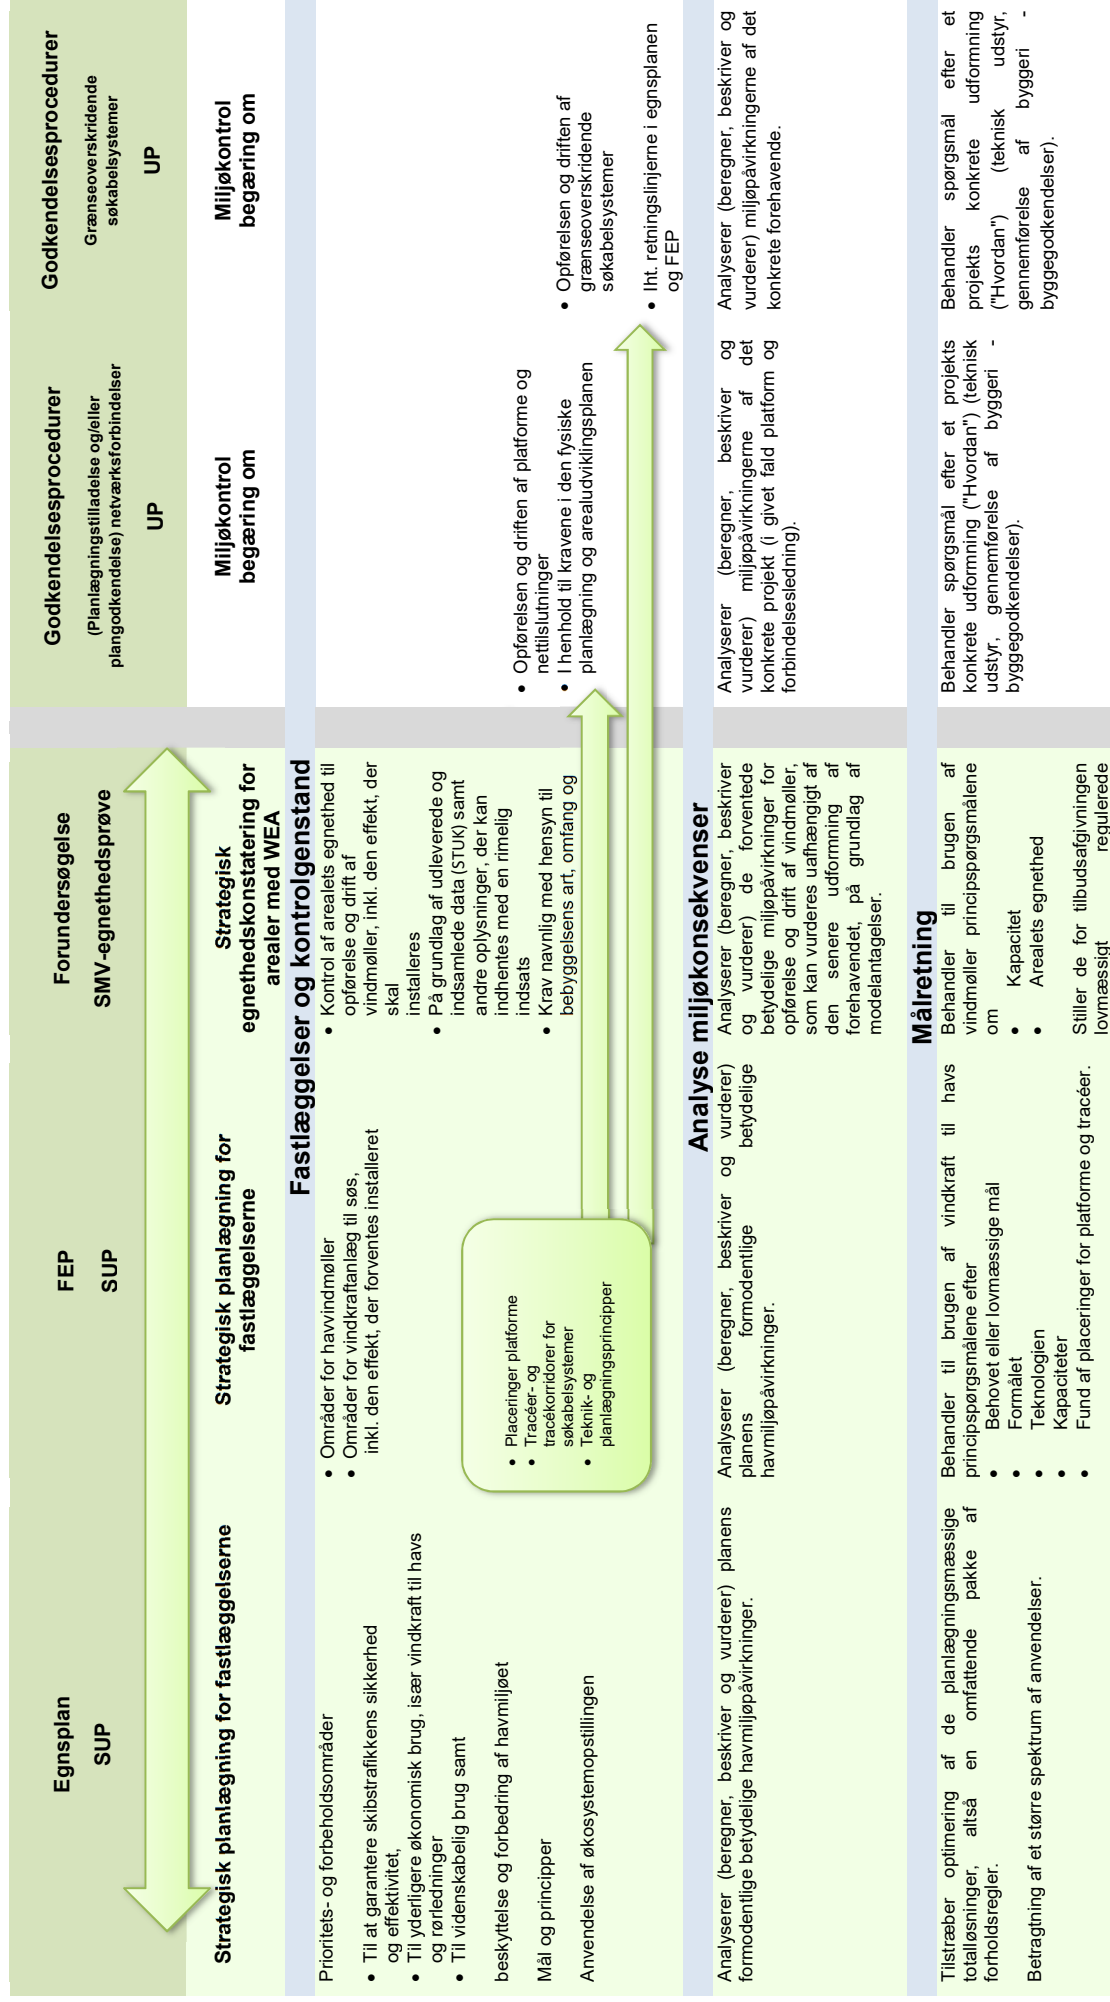 Egnsplan
SUP
FEP
SUP
Forundersøgelse
SMV-egnethedsprøve
Godkendelsesprocedurer
(Planlægningstilladelse og/eller
plangodkendelse) netværksforbindelser
UP
Godkendelsesprocedurer
Grænseoverskridende
søkabelsystemer
UP
Strategisk planlægning for fastlæggelserne
Strategisk planlægning for
fastlæggelserne
Strategisk
egnethedskonstatering for
arealer med WEA
Miljøkontrol
begæring om
Miljøkontrol
begæring om
Fastlæggelser og kontrolgenstand
Prioritets- og forbeholdsområder
• Til at garantere skibstrafikkens sikkerhed
og effektivitet,
• Til yderligere økonomisk brug, især vindkraft til havs
og rørledninger
• Til videnskabelig brug samt
beskyttelse og forbedring af havmiljøet
Mål og principper
Anvendelse af økosystemopstillingen
• Områder for havvindmøller
• Områder for vindkraftanlæg til søs,
inkl. den effekt, der forventes installeret
• Placeringer platforme
• Tracéer- og
tracékorridorer for
søkabelsystemer
• Teknik- og
planlægningsprincipper
• Kontrol af arealets egnethed til
opførelse og drift af
vindmøller, inkl. den effekt, der
skal
installeres
• På grundlag af udleverede og
indsamlede data (STUK) samt
andre oplysninger, der kan
indhentes med en rimelig
indsats
• Krav navnlig med hensyn til
bebyggelsens art, omfang og
• Opførelsen og driften af platforme og
nettilslutninger
• I henhold til kravene i den fysiske
planlægning og arealudviklingsplanen
• Opførelsen og driften af
grænseoverskridende
søkabelsystemer
• Iht. retningslinjerne i egnsplanen
og FEP
Analyse miljøkonsekvenser
Analyserer (beregner, beskriver og vurderer) planens
formodentlige betydelige havmiljøpåvirkninger.
Analyserer (beregner, beskriver og vurderer)
planens formodentlige betydelige
havmiljøpåvirkninger.
Analyserer (beregner, beskriver
og vurderer) de forventede
betydelige miljøpåvirkninger for
opførelse og drift af vindmøller,
som kan vurderes uafhængigt af
den senere udformning af
forehavendet, på grundlag af
modelantagelser.
Analyserer (beregner, beskriver og
vurderer) miljøpåvirkningerne af det
konkrete projekt (i givet fald platform og
forbindelsesledning).
Analyserer (beregner, beskriver og
vurderer) miljøpåvirkningerne af det
konkrete forehavende.
Målretning
Tilstræber optimering af de planlægningsmæssige
totalløsninger, altså en omfattende pakke af
forholdsregler.
Betragtning af et større spektrum af anvendelser.
Behandler til brugen af vindkraft til havs
principspørgsmålene efter
• Behovet eller lovmæssige mål
• Formålet
• Teknologien
• Kapaciteter
• Fund af placeringer for platforme og tracéer.
Behandler til brugen af
vindmøller principspørgsmålene
om
• Kapacitet
• Arealets egnethed
Stiller de for tilbudsafgivningen
lovmæssigt regulerede
Behandler spørgsmål efter et projekts
konkrete udformning ("Hvordan") (teknisk
udstyr, gennemførelse af byggeri -
byggegodkendelser).
Behandler spørgsmål efter et
projekts konkrete udformning
("Hvordan") (teknisk udstyr,
gennemførelse af byggeri -
byggegodkendelser).